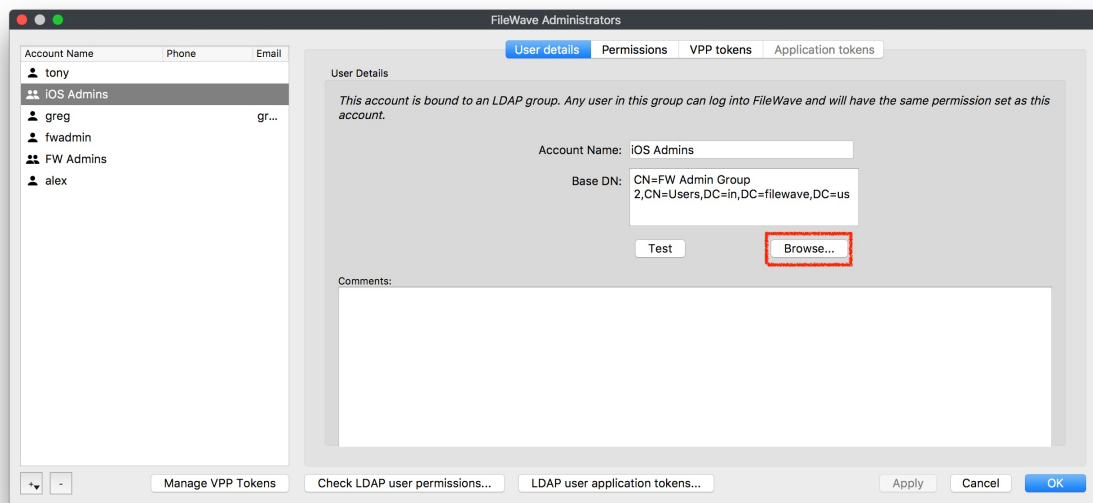 FileWave Administrators
Account Name Phone Email
tony
iOS Admins
greg gr...
fwadmin
FW Admins
alex
User details Permissions VPP tokens Application tokens
User Details
This account is bound to an LDAP group. Any user in this group can log into FileWave and will have the same permission set as this
account.
Account Name: iOS Admins
Base DN: CN=FW Admin Group
2,CN=Users,DC=in,DC=filewave,DC=us
Test Browse...
Comments:
+ - Manage VPP Tokens Check LDAP user permissions... LDAP user application tokens... Apply Cancel OK